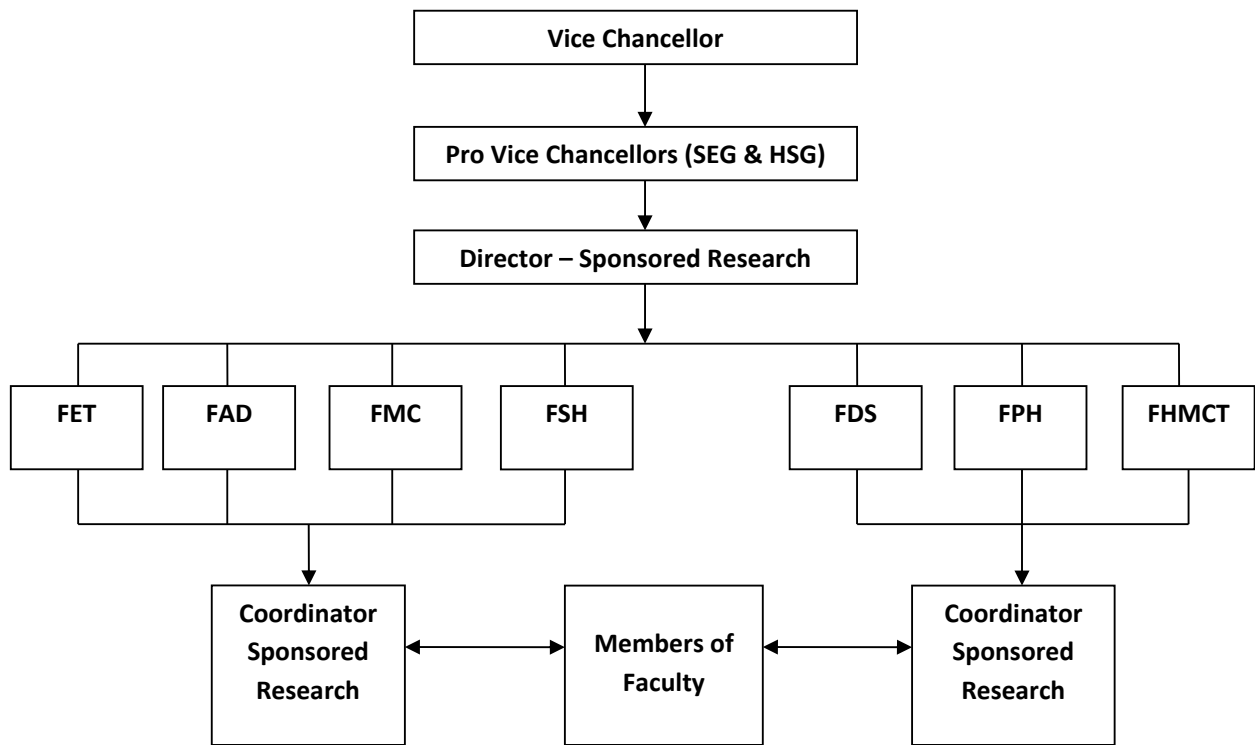 Vice Chancellor
Pro Vice Chancellors (SEG & HSG)
Director – Sponsored Research
FET
FAD
FMC
FSH
FDS
FPH
FHMCT
Coordinator
Sponsored
Research
Members of
Faculty
Coordinator
Sponsored
Research